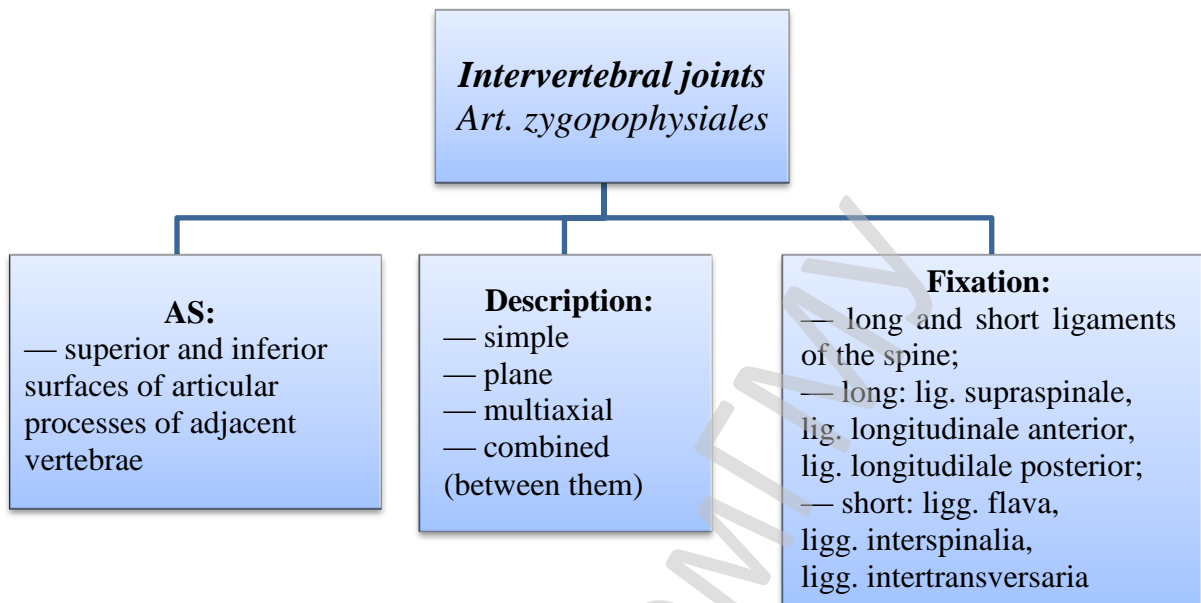 Intervertebral joints
Art. zygopophysiales
AS:
— superior and inferior
surfaces of articular
processes of adjacent
vertebrae
Description:
— simple
— plane
— multiaxial
— combined
(between them)
Fixation:
— long and short ligaments
of the spine;
— long: lig. supraspinale,
lig. longitudinale anterior,
lig. longitudilale posterior;
— short: ligg. flava,
ligg. interspinalia,
ligg. intertransversaria